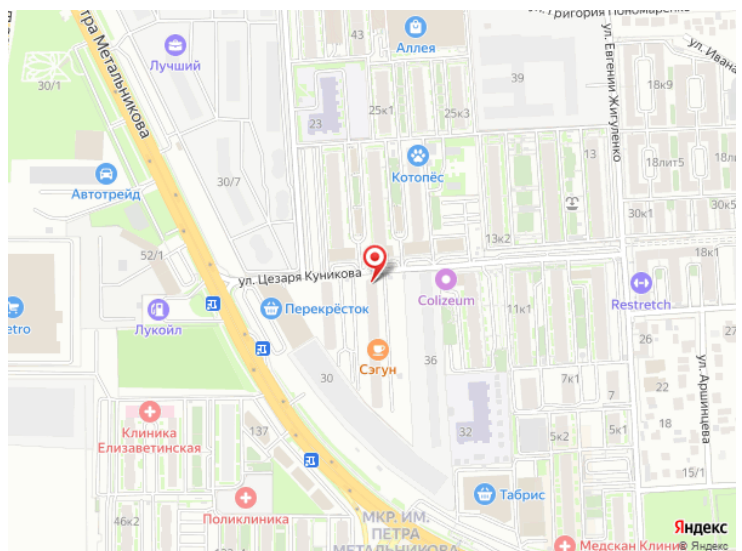 ул. Григория Пономаренко
43
Аллея
ул. Ивана
Лучший
30/1
тра Метальникова
39
ул. Евгении Жигуленко
18к9
23
25к1
25к3
13
18лит5
18лит
30/7
Котопёс
Автотрейд
30к1
30к5
13к2
52/1
18к1
ул. Цезаря Куникова
Лукойл
Перекрёсток
Colizeum
Restretch
etro
11к1
Сэгун
36
26
27
30
22
7к1
7
ул. Аршинцева
Клиника
Елизаветинская
137
32
5к2
5к1
18
15/1
Табрис
Поликлиника
46к2
МКР. ИМ.
ПЕТРА
МЕТАЛЬНИКОВА
Медскан Клини
Яндекс
© Яндекс